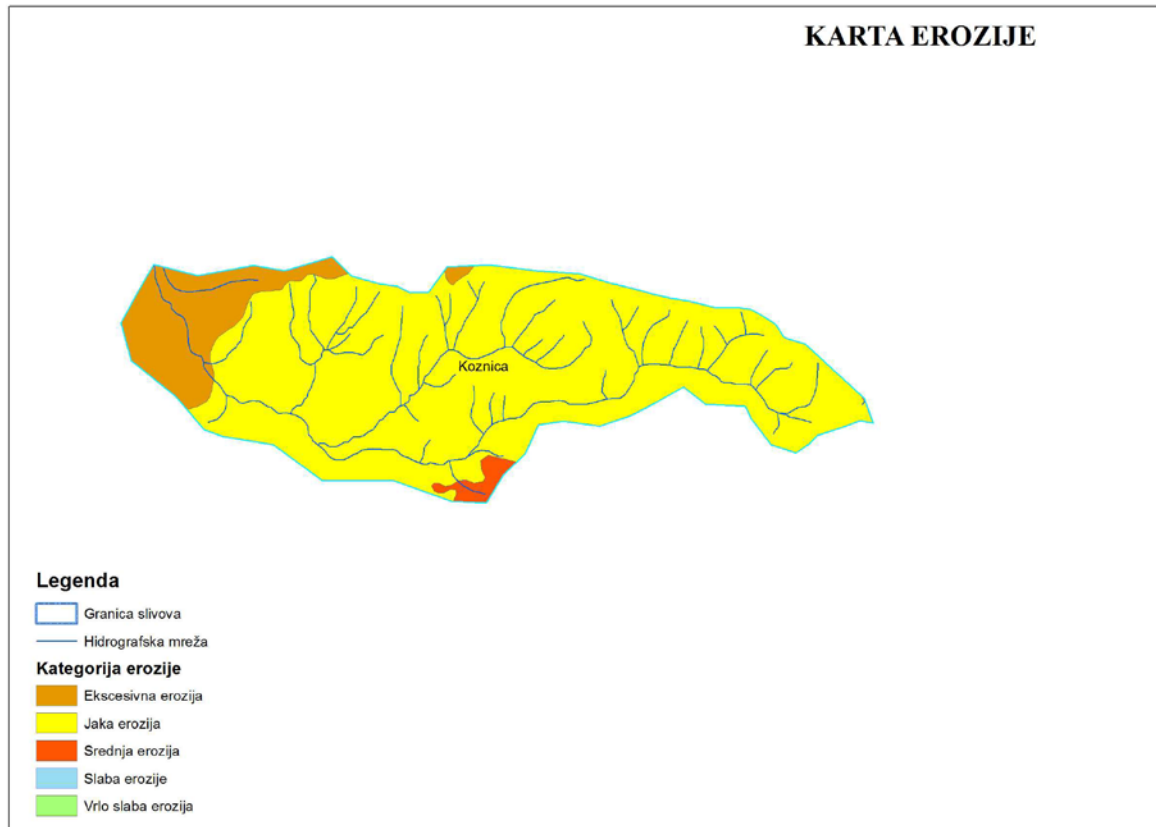 KARTA EROZIJE
Koznica
Legenda
Granica slivova
Hidrografska mreža
Kategorija erozije
Ekscesivna erozija
Jaka erozija
Srednja erozija
Slaba erozije
Vrlo slaba erozija